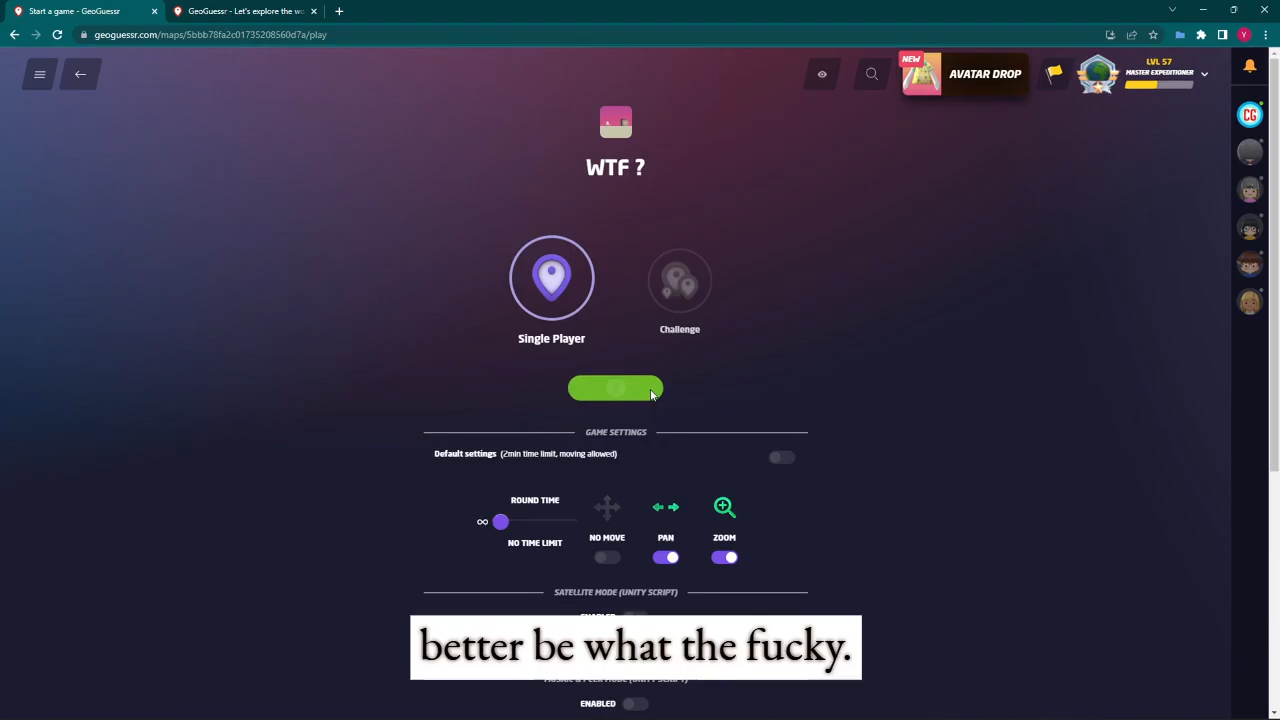 Start a game - GeoGuessr
GeoGuessr - Let's explore the wo
geoguessr.com/maps/5bbb78fa2c01735208560d7a/play
Y
NEW
AVATAR DROP
LVL 57
MASTER EXPEDITIONER
CG
WTF ?
Single Player
Challenge
GAME SETTINGS
Default settings (2min time limit, moving allowed)
ROUND TIME
∞
NO TIME LIMIT
NO MOVE
PAN
ZOOM
SATELLITE MODE (UNITY SCRIPT)
better be what the fucky.
ENABLED